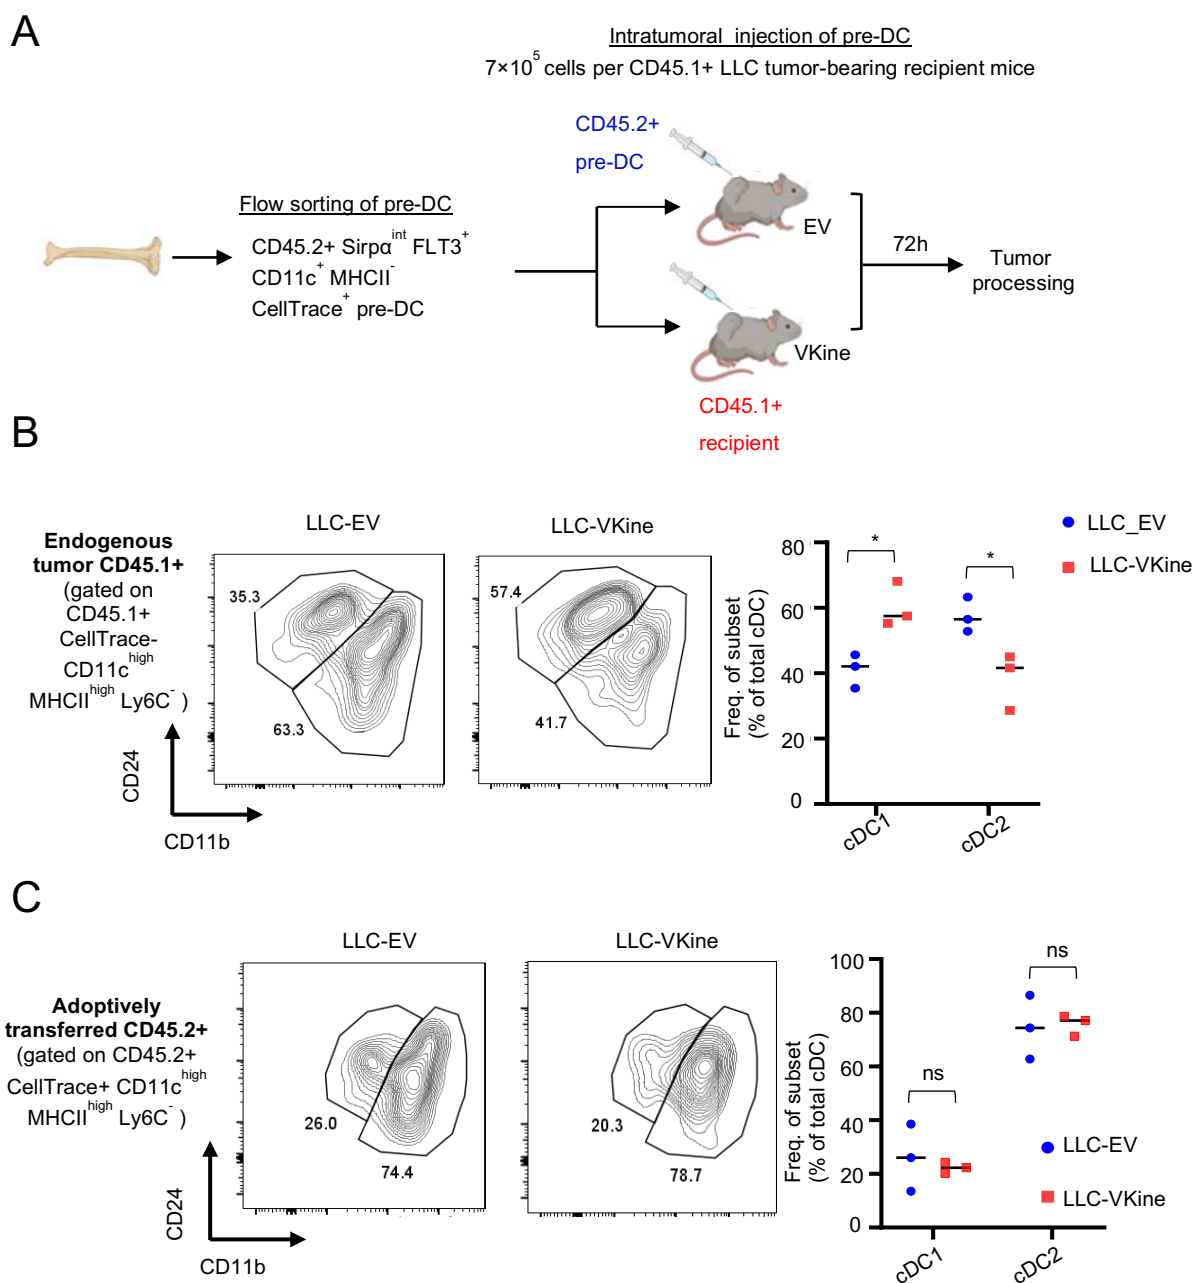 A
Intratumoral injection of pre-DC
7×10⁵ cells per CD45.1+ LLC tumor-bearing recipient mice
CD45.2+
pre-DC
Flow sorting of pre-DC
CD45.2+ Sirpα^int FLT3⁺
CD11c⁺ MHCII⁻
CellTrace⁺ pre-DC
EV
72h
Tumor
processing
VKine
CD45.1+
recipient
B
LLC-EV
LLC-VKine
LLC_EV
LLC-VKine
Endogenous
tumor CD45.1+
(gated on
CD45.1+
CellTrace-
CD11c^high
MHCII^high Ly6C⁻ )
35.3
63.3
57.4
41.7
CD24
CD11b
Freq. of subset
(% of total cDC)
80
60
40
20
0
*
*
cDC1
cDC2
C
LLC-EV
LLC-VKine
Adoptively
transferred CD45.2+
(gated on CD45.2+
CellTrace+ CD11c^high
MHCII^high Ly6C⁻ )
26.0
74.4
20.3
78.7
CD24
CD11b
Freq. of subset
(% of total cDC)
100
80
60
40
20
0
ns
ns
LLC-EV
LLC-VKine
cDC1
cDC2